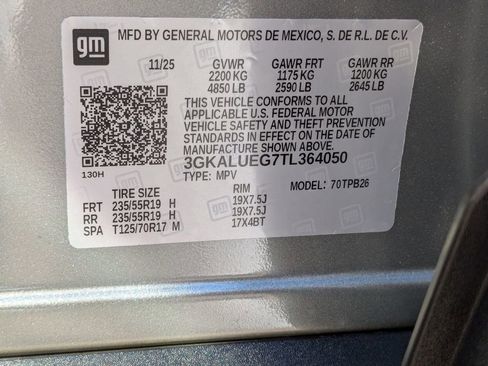 gm
MFD BY GENERAL MOTORS DE MEXICO, S. DE R.L. DE C.V.
11/25 GVWR GAWR FRT GAWR RR
2200 KG 1175 KG 1200 KG
4850 LB 2590 LB 2645 LB
THIS VEHICLE CONFORMS TO ALL
APPLICABLE U.S. FEDERAL MOTOR
VEHICLE SAFETY AND THEFT PREVENTION
STANDARDS IN EFFECT ON THE DATE OF
MANUFACTURE SHOWN ABOVE.
3GKALUEG7TL364050
130H TYPE: MPV MODEL: 70TPB26
TIRE SIZE RIM
FRT 235/55R19 H 19X7.5J
RR 235/55R19 H 19X7.5J
SPA T125/70R17 M 17X4BT